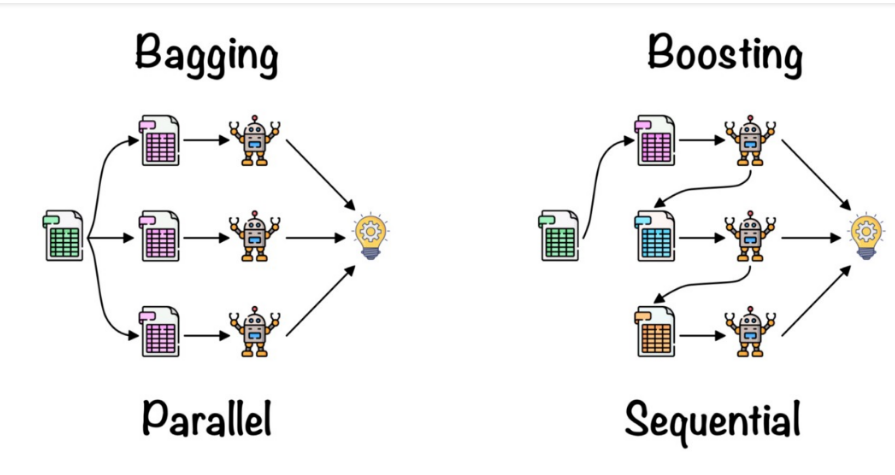 Bagging
Boosting
Parallel
Sequential